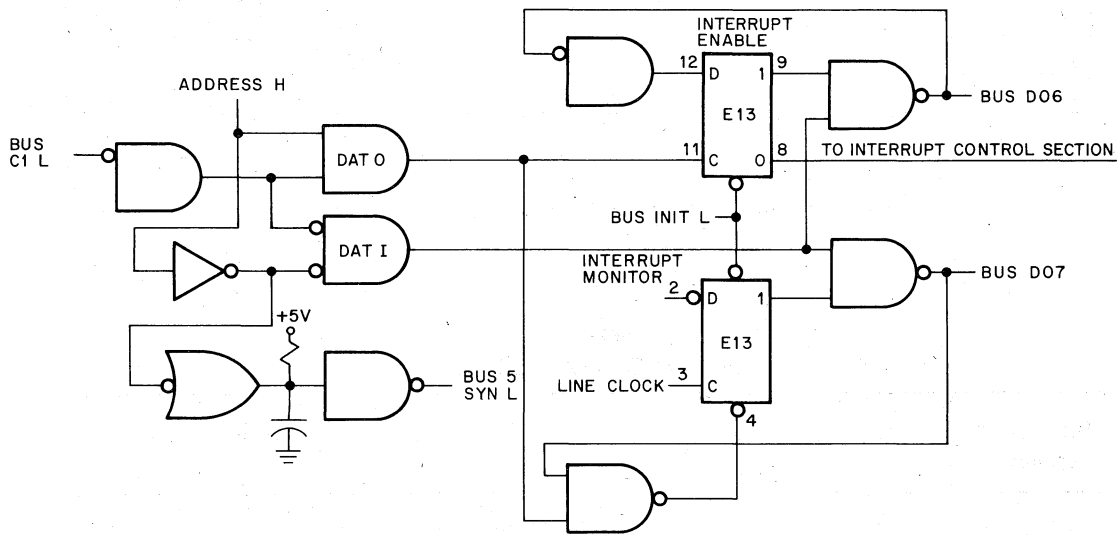 INTERRUPT
ENABLE
12
D
1
9
BUS D06
E13
11
C
O
8
TO INTERRUPT CONTROL SECTION
ADDRESS H
BUS
C1 L
DAT O
DAT I
BUS INIT L
INTERRUPT
MONITOR
2
D
1
BUS D07
E13
LINE CLOCK
3
C
4
+5V
BUS 5
SYN L